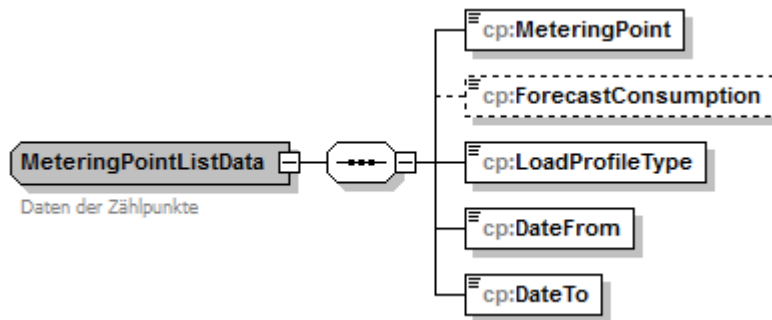 cp:MeteringPoint
cp:ForecastConsumption
MeteringPointListData
cp:LoadProfileType
Daten der Zählpunkte
cp:DateFrom
cp:DateTo